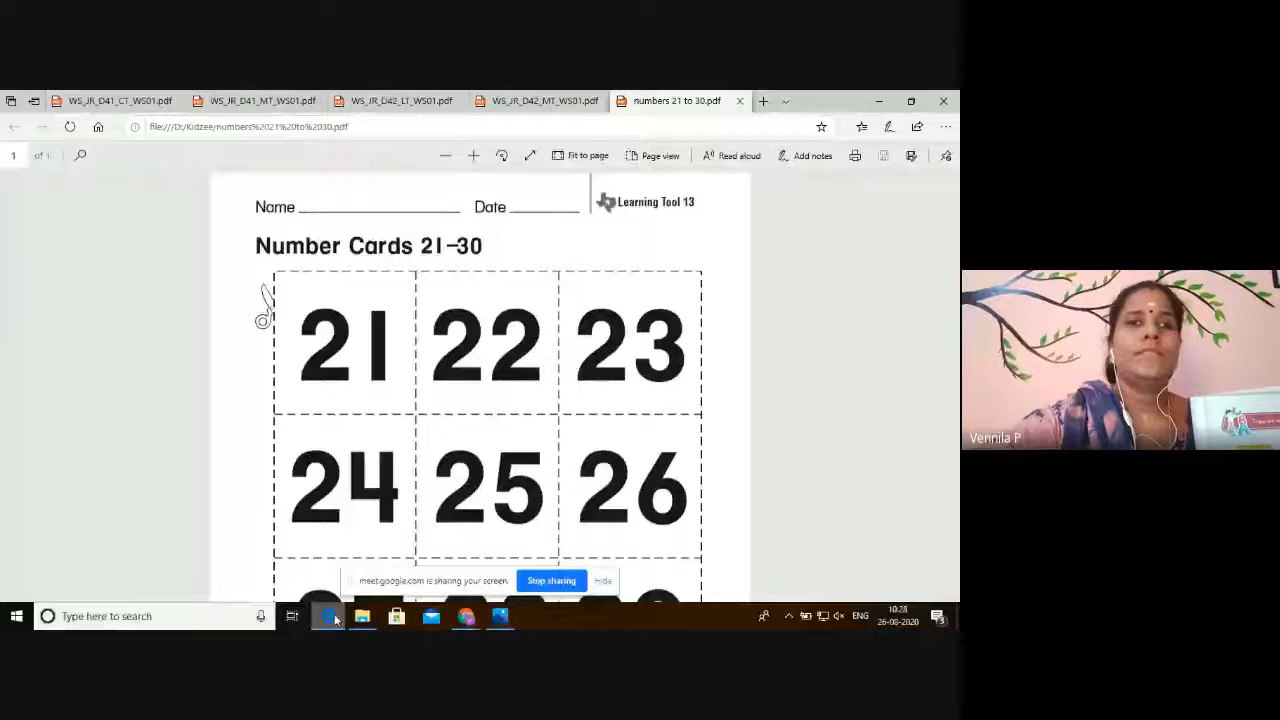 WS_JR_D41_CT_WS01.pdf
WS_JR_D41_MT_WS01.pdf
WS_JR_D42_LT_WS01.pdf
WS_JR_D42_MT_WS01.pdf
numbers 21 to 30.pdf
file:///D:/Kidzee/numbers%2021%20to%2030.pdf
1 of 1
Fit to page
Page view
Read aloud
Add notes
Name
Date
Learning Tool 13
Number Cards 21–30
21 22 23
24 25 26
Vennila P
meet.google.com is sharing your screen.
Stop sharing
Hide
Type here to search
ENG
10:28
26-08-2020